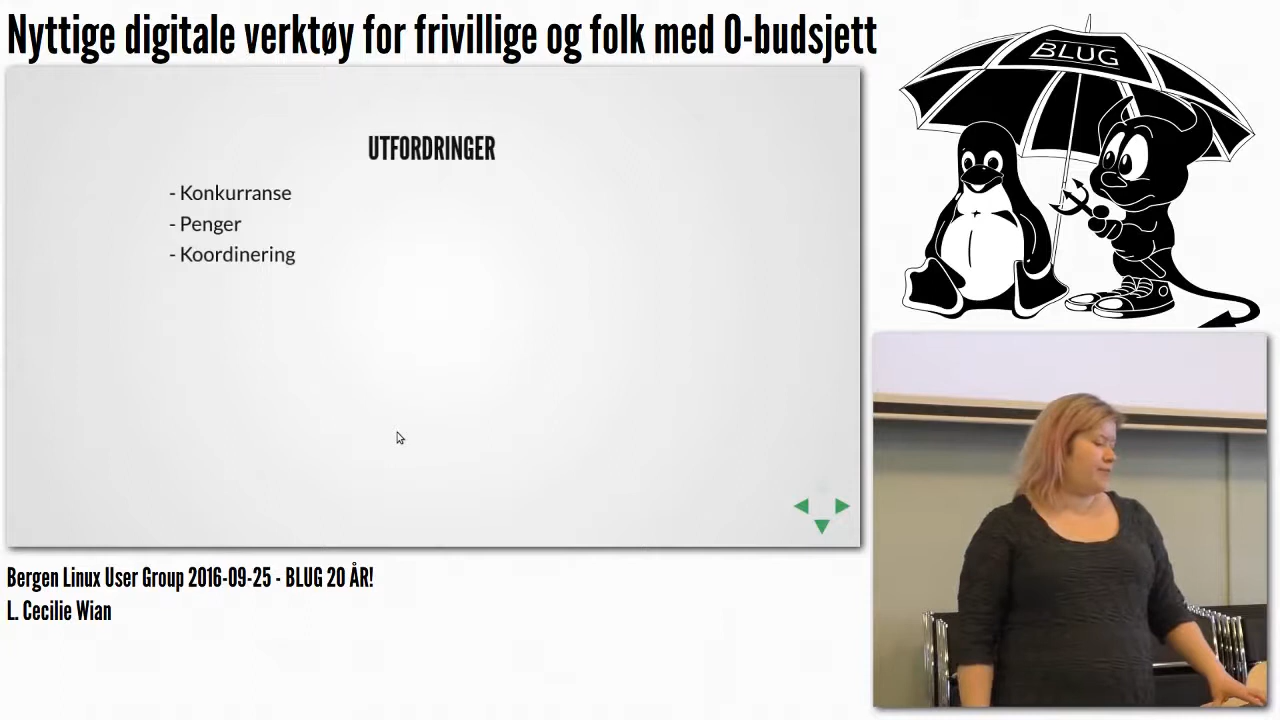 Nyttige digitale verktøy for frivillige og folk med 0-budsjett
BLUG
UTFORDRINGER
- Konkurranse
- Penger
- Koordinering
Bergen Linux User Group 2016-09-25 - BLUG 20 ÅR!
L. Cecilie Wian